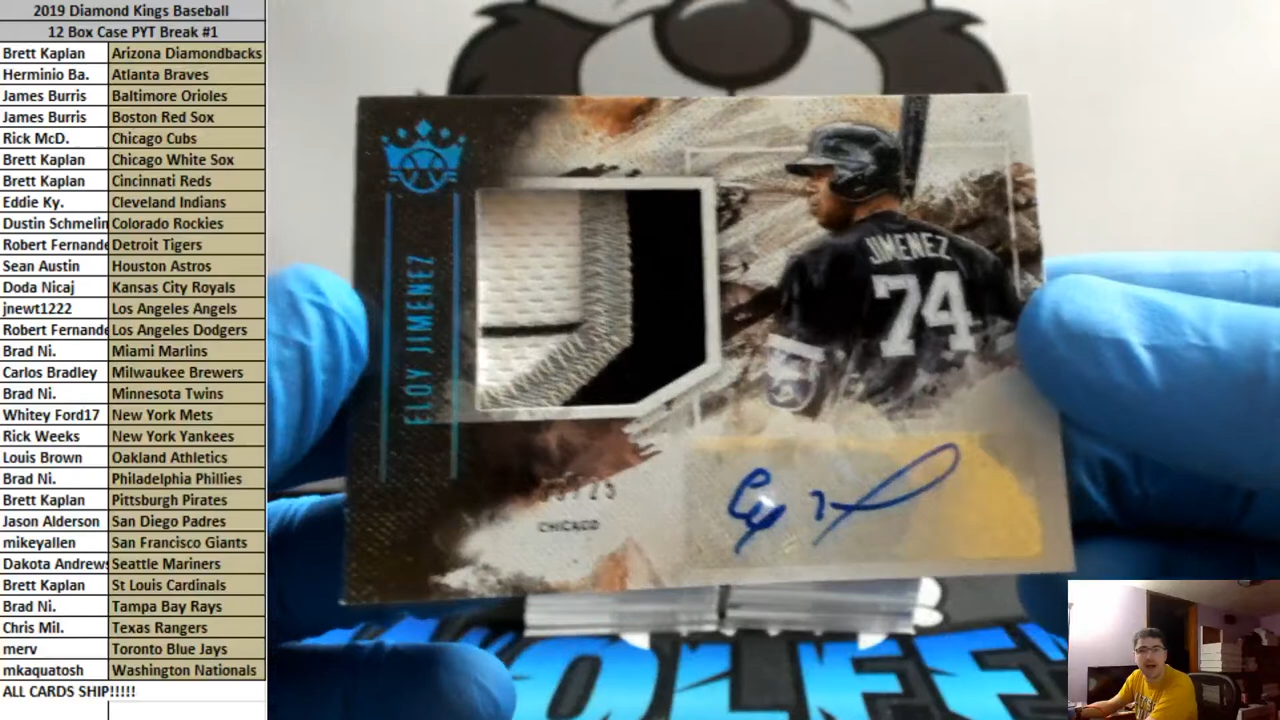 2019 Diamond Kings Baseball
12 Box Case PYT Break #1
Brett Kaplan Arizona Diamondbacks
Herminio Ba. Atlanta Braves
James Burris Baltimore Orioles
James Burris Boston Red Sox
Rick McD. Chicago Cubs
Brett Kaplan Chicago White Sox
Brett Kaplan Cincinnati Reds
Eddie Ky. Cleveland Indians
Dustin Schmelin Colorado Rockies
Robert Fernande Detroit Tigers
Sean Austin Houston Astros
Doda Nicaj Kansas City Royals
jnewt1222 Los Angeles Angels
Robert Fernande Los Angeles Dodgers
Brad Ni. Miami Marlins
Carlos Bradley Milwaukee Brewers
Brad Ni. Minnesota Twins
Whitey Ford17 New York Mets
Rick Weeks New York Yankees
Louis Brown Oakland Athletics
Brad Ni. Philadelphia Phillies
Brett Kaplan Pittsburgh Pirates
Jason Alderson San Diego Padres
mikeyallen San Francisco Giants
Dakota Andrews Seattle Mariners
Brett Kaplan St Louis Cardinals
Brad Ni. Tampa Bay Rays
Chris Mil. Texas Rangers
merv Toronto Blue Jays
mkaquatosh Washington Nationals
ALL CARDS SHIP!!!!!
ELOY JIMENEZ
JIMENEZ
74
CHICAGO